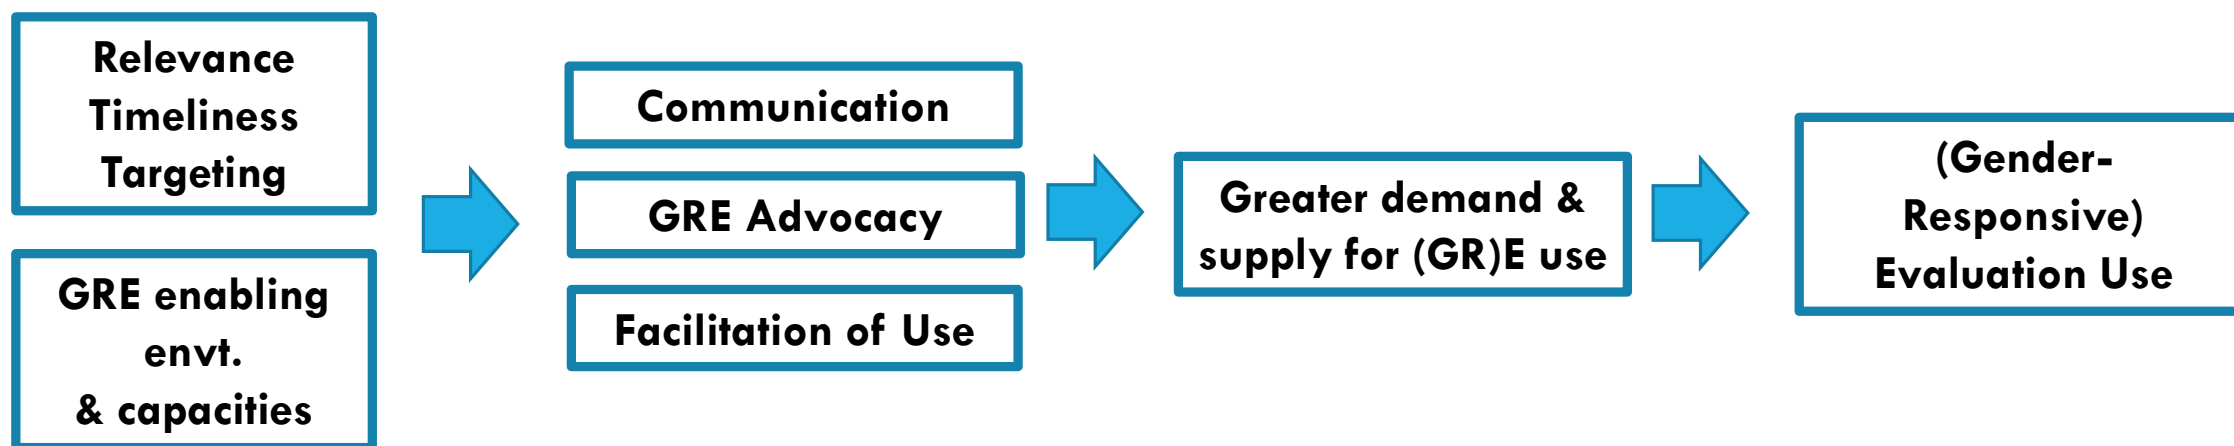 Relevance
Timeliness
Targeting
GRE enabling
envt.
& capacities
Communication
GRE Advocacy
Facilitation of Use
Greater demand &
supply for (GR)E use
(Gender-
Responsive)
Evaluation Use